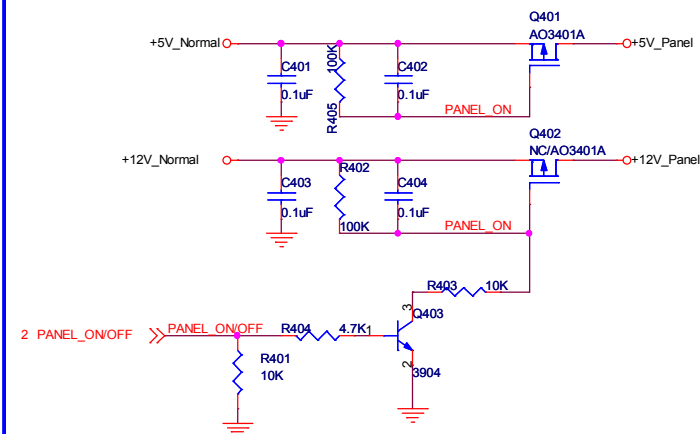 Q401
AO3401A
+5V_Normal
+5V_Panel
100K
C401
C402
0.1uF
0.1uF
R405
PANEL_ON
Q402
NC/AO3401A
+12V_Normal
+12V_Panel
R402
C403
C404
0.1uF
0.1uF
100K
PANEL_ON
R403
10K
3
Q403
2 PANEL_ON/OFF
PANEL_ON/OFF
R404
4.7K
1
R401
10K
2
3904